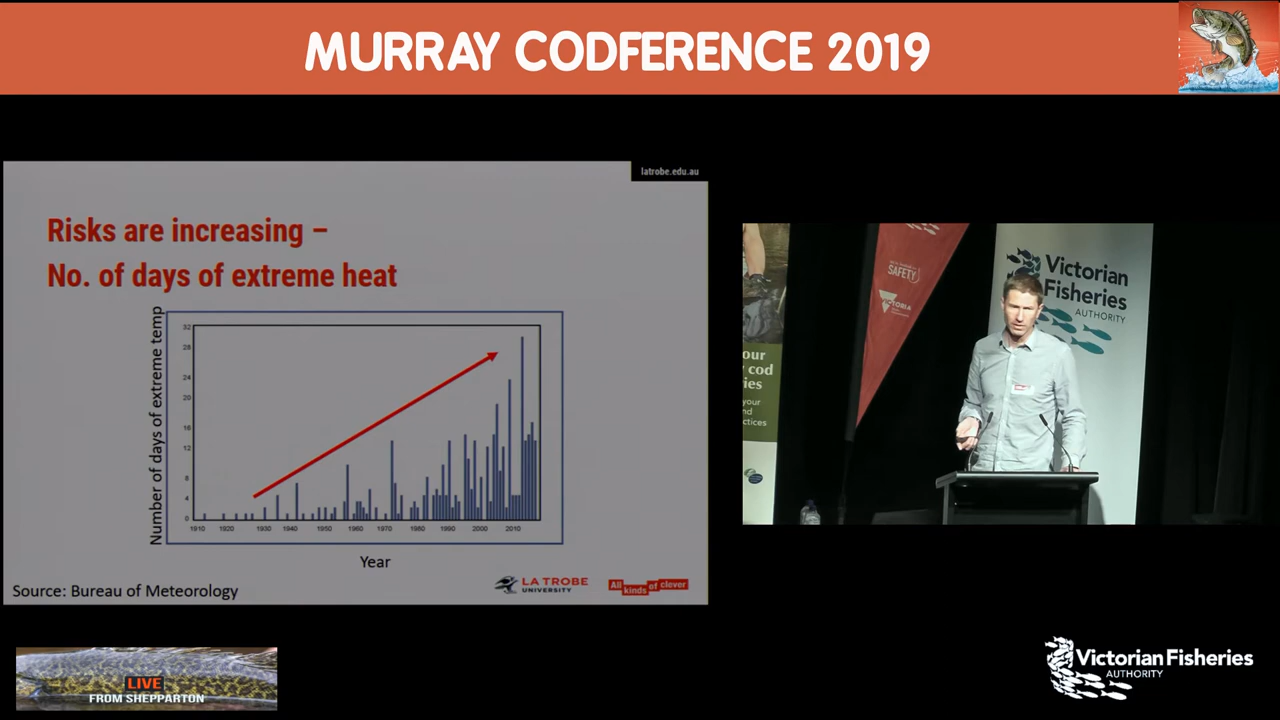 MURRAY CODFERENCE 2019
latrobe.edu.au
Risks are increasing –
No. of days of extreme heat
Number of days of extreme temp
32
28
24
20
16
12
8
4
0
1910 1920 1930 1940 1950 1960 1970 1980 1990 2000 2010
Year
Source: Bureau of Meteorology
LA TROBE
UNIVERSITY
All kinds of clever
SAFETY
VICTORIA
Victorian
Fisheries
AUTHORITY
our
cod
ies
your
nd
ctices
LIVE
FROM SHEPPARTON
Victorian Fisheries
AUTHORITY